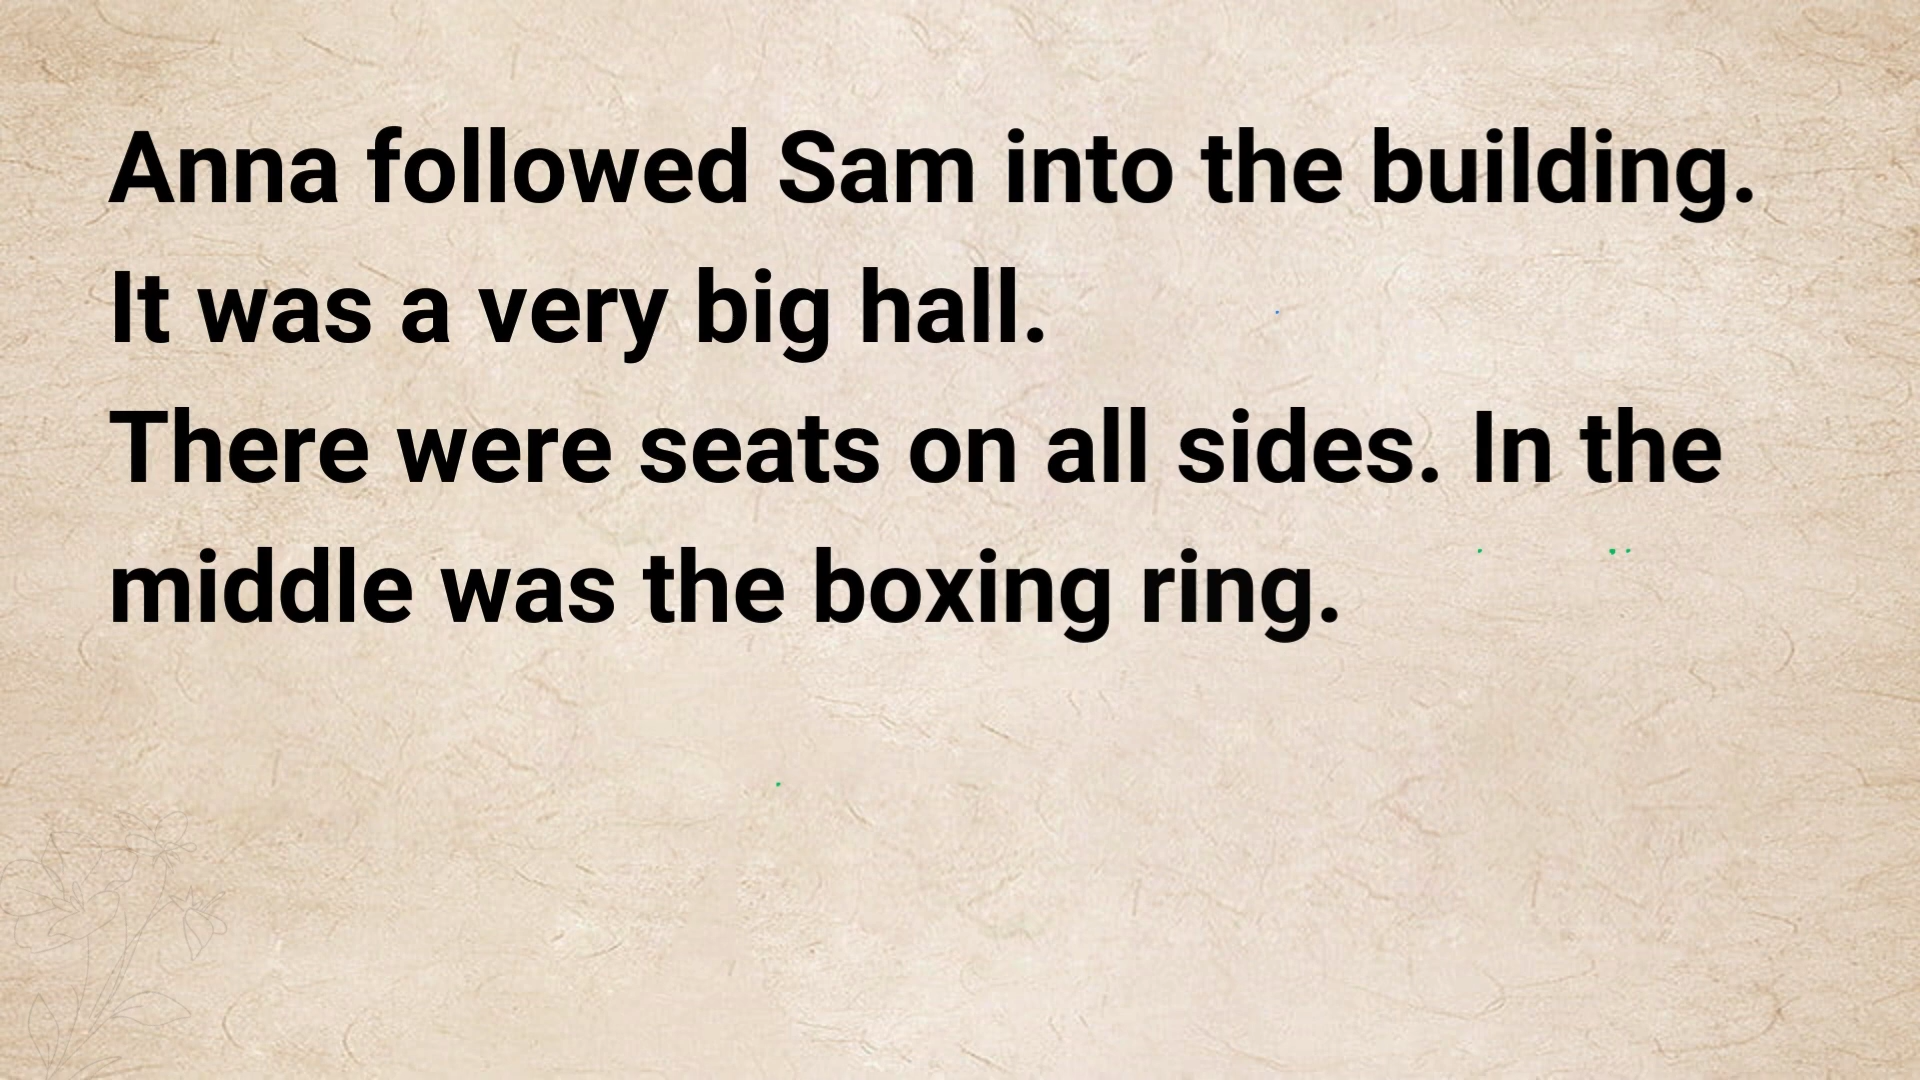 Anna followed Sam into the building.
It was a very big hall.
There were seats on all sides. In the
middle was the boxing ring.